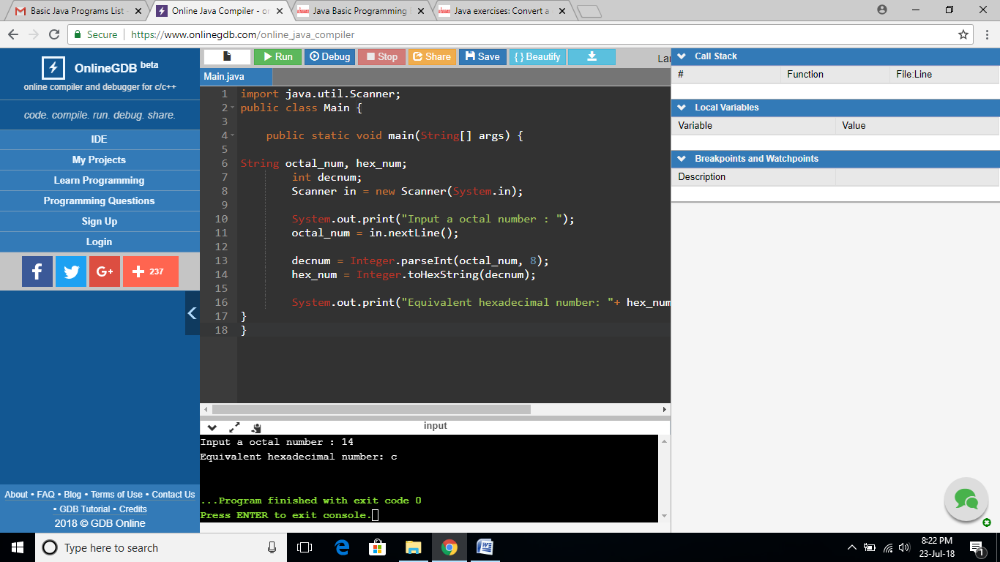 Basic Java Programs List -
Online Java Compiler - or
Java Basic Programming
Java exercises: Convert a
Secure
https://www.onlinegdb.com/online_java_compiler
OnlineGDB beta
online compiler and debugger for c/c++
code. compile. run. debug. share.
IDE
My Projects
Learn Programming
Programming Questions
Sign Up
Login
f
G+
+ 237
About • FAQ • Blog • Terms of Use • Contact Us
• GDB Tutorial • Credits
2018 © GDB Online
Run Debug Stop Share Save { } Beautify Lar
Main.java
1 import java.util.Scanner;
2 public class Main {
3
4 public static void main(String[] args) {
5
6 String octal_num, hex_num;
7 int decnum;
8 Scanner in = new Scanner(System.in);
9
10 System.out.print("Input a octal number : ");
11 octal_num = in.nextLine();
12
13 decnum = Integer.parseInt(octal_num, 8);
14 hex_num = Integer.toHexString(decnum);
15
16 System.out.print("Equivalent hexadecimal number: "+ hex_num
17 }
18 }
input
Input a octal number : 14
Equivalent hexadecimal number: c
...Program finished with exit code 0
Press ENTER to exit console.
Call Stack
# Function File:Line
Local Variables
Variable Value
Breakpoints and Watchpoints
Description
Type here to search
8:22 PM
23-Jul-18
1